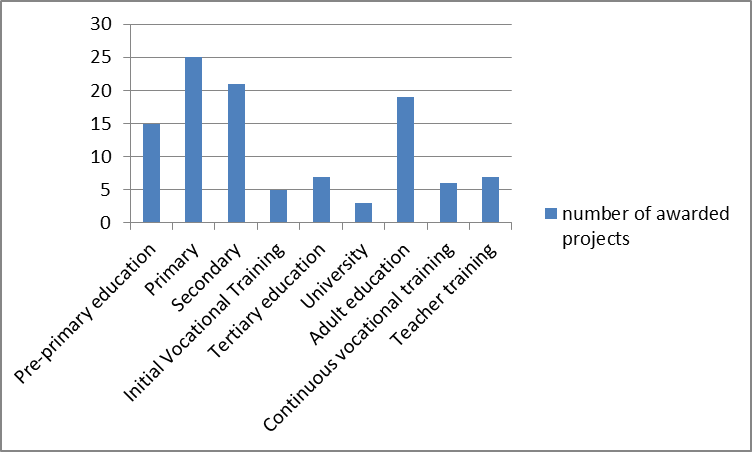 30
25
20
15
10
5
0
Pre-primary education
Primary
Secondary
Initial Vocational Training
Tertiary education
University
Adult education
Continuous vocational training
Teacher training
number of awarded
projects